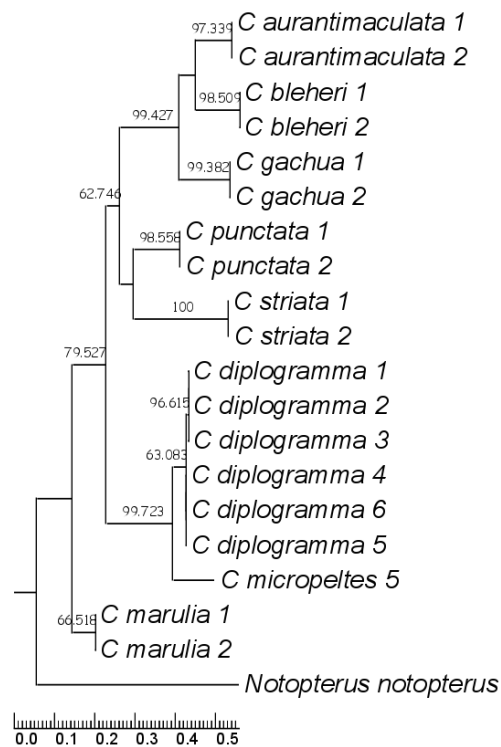 97.339
C aurantimaculata 1
C aurantimaculata 2
98.509
C bleheri 1
C bleheri 2
99.427
99.382
C gachua 1
C gachua 2
62.746
98.558
C punctata 1
C punctata 2
100
C striata 1
C striata 2
79.527
C diplogramma 1
96.615
C diplogramma 2
C diplogramma 3
63.083
C diplogramma 4
99.723
C diplogramma 6
C diplogramma 5
C micropeltes 5
66.518
C marulia 1
C marulia 2
Notopterus notopterus
0.0 0.1 0.2 0.3 0.4 0.5